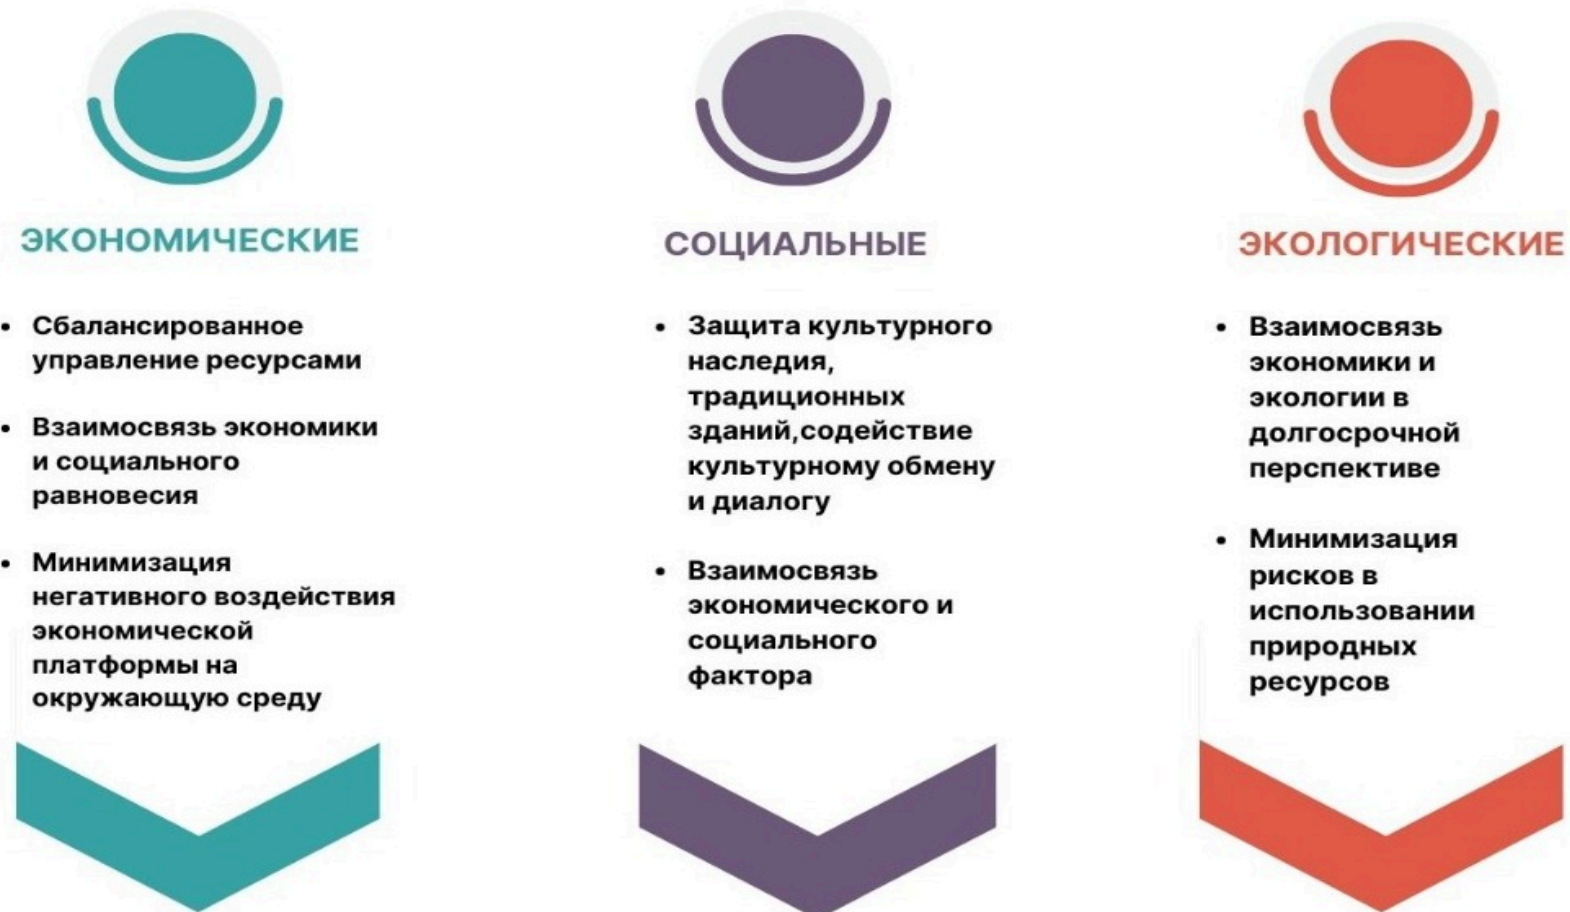 ЭКОНОМИЧЕСКИЕ
• Сбалансированное
управление ресурсами
• Взаимосвязь экономики
и социального
равновесия
• Минимизация
негативного воздействия
экономической
платформы на
окружающую среду
СОЦИАЛЬНЫЕ
• Защита культурного
наследия,
традиционных
зданий,содействие
культурному обмену
и диалогу
• Взаимосвязь
экономического и
социального
фактора
ЭКОЛОГИЧЕСКИЕ
• Взаимосвязь
экономики и
экологии в
долгосрочной
перспективе
• Минимизация
рисков в
использовании
природных
ресурсов